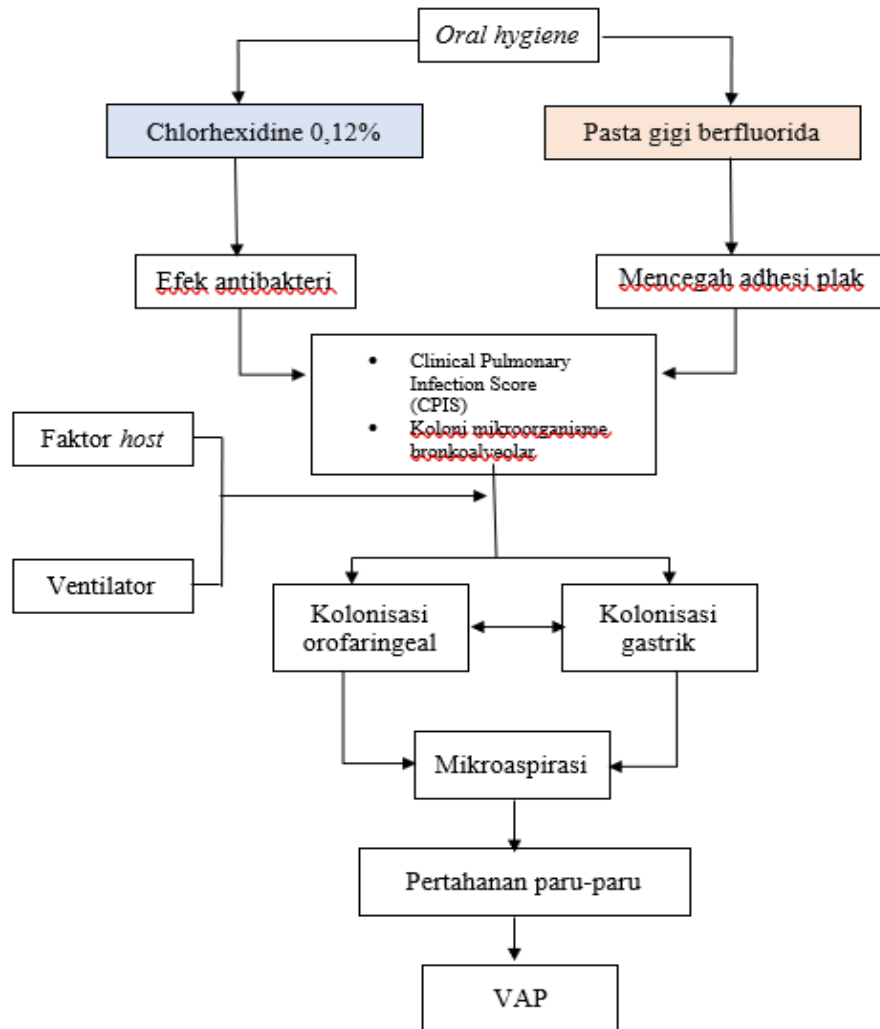 Oral hygiene
Chlorhexidine 0,12%
Pasta gigi berfluorida
Efek antibakteri
Mencegah adhesi plak
• Clinical Pulmonary
Infection Score
(CPIS)
• Koloni mikroorganisme
bronkoalveolar
Faktor host
Ventilator
Kolonisasi
orofaringeal
Kolonisasi
gastrik
Mikroaspirasi
Pertahanan paru-paru
VAP